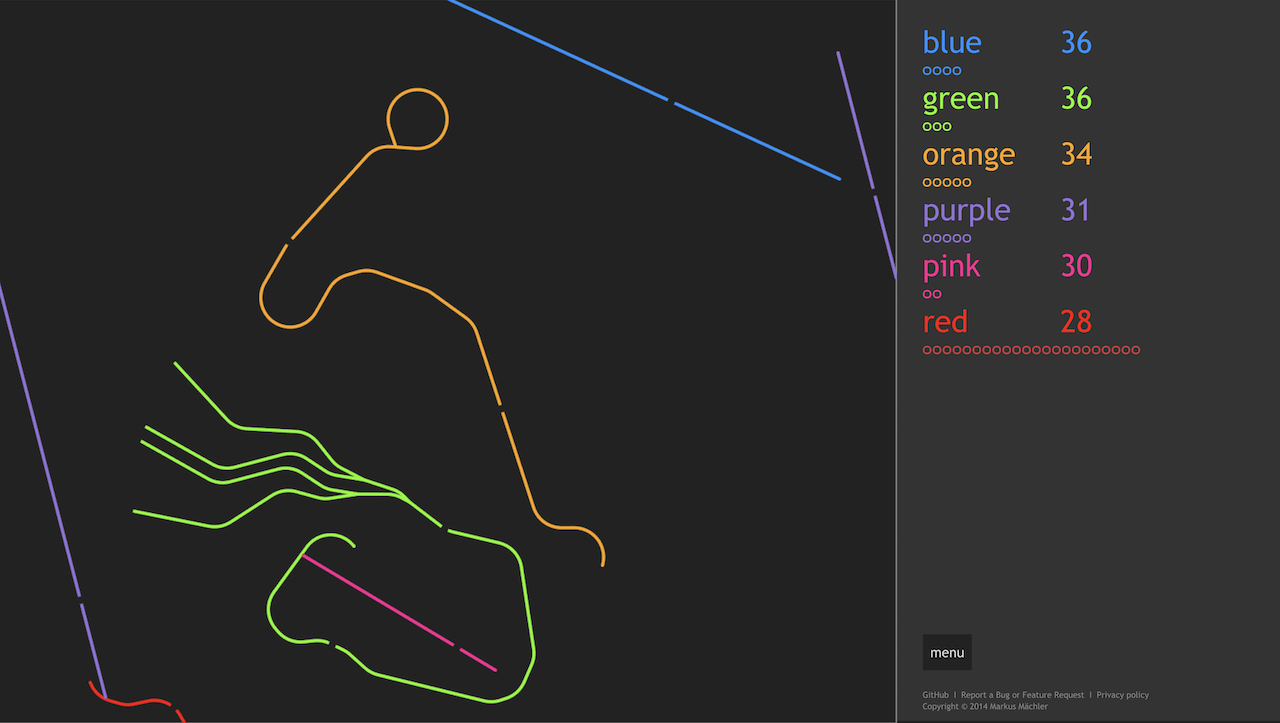 blue 36
oooo
green 36
ooo
orange 34
ooooo
purple 31
ooooo
pink 30
oo
red 28
oooooooooooooooooooooo
menu
GitHub | Report a Bug or Feature Request | Privacy policy
Copyright © 2014 Markus Mächler